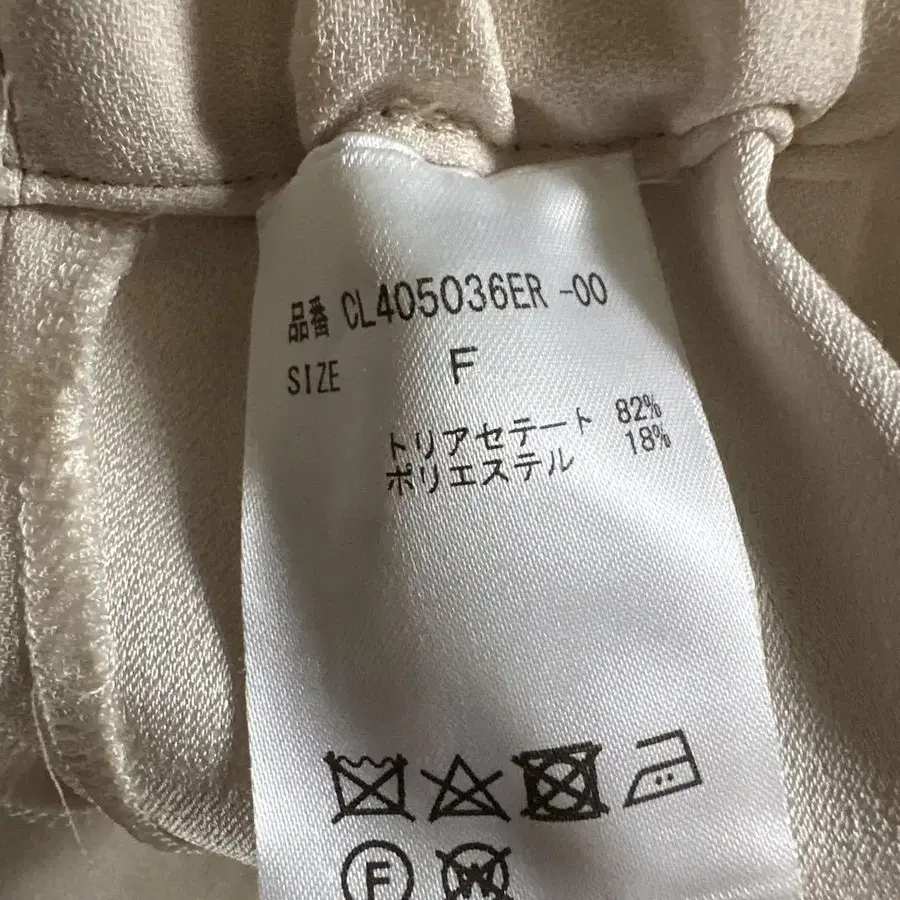 品番 CL405036ER -00
SIZE F
トリアセテート 82%
ポリエステル 18%
F W